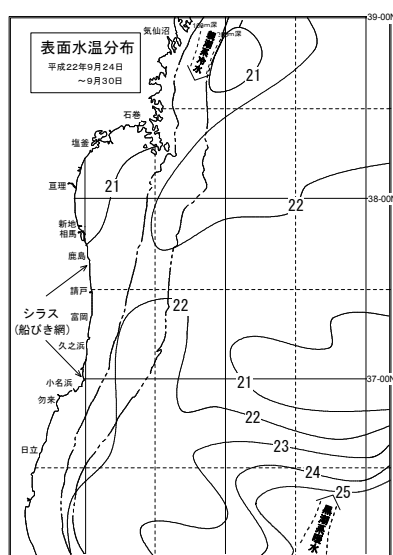 表面水温分布
平成22年9月24日
～9月30日
気仙沼
親潮系冷水
39-00N
21
石巻
塩釜
亘理
21
22
38-00N
新地
相馬
鹿島
請戸
22
シラス
(船びき網)
富岡
久之浜
小名浜
勿来
21
37-00N
22
23
日立
24
25
黒潮系暖水